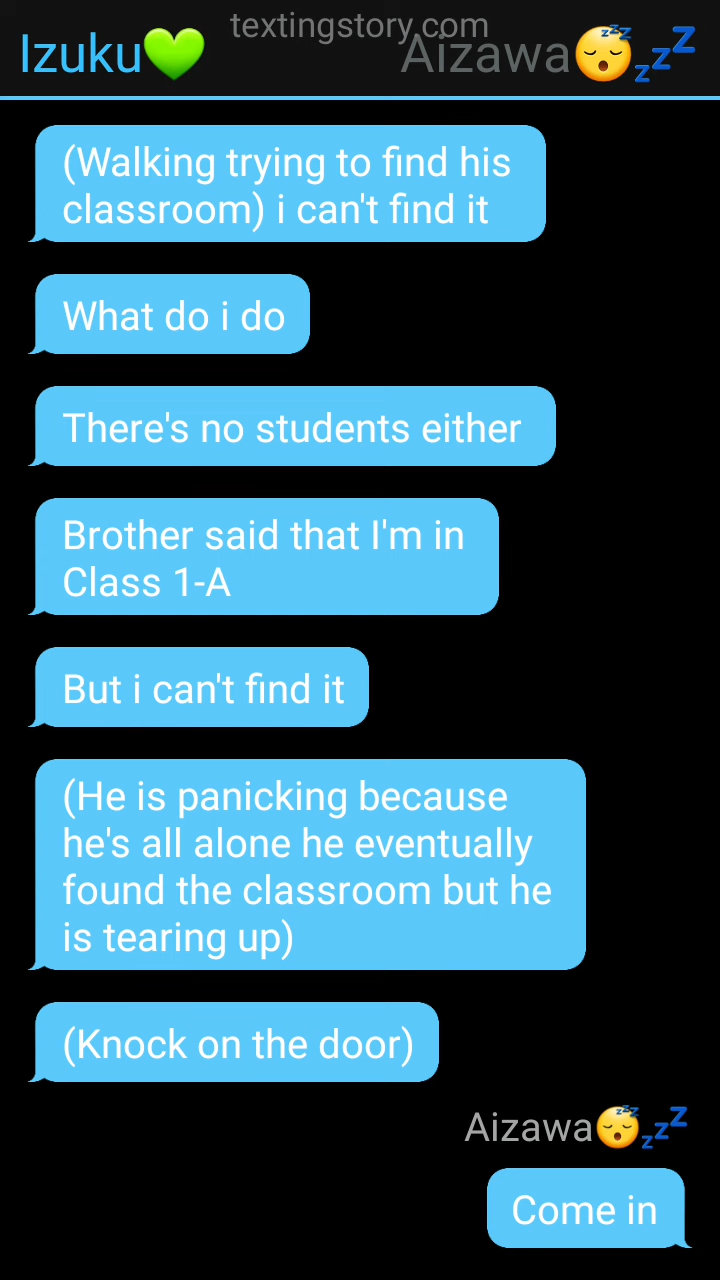 textingstory.com
Izuku💚 Aizawa😴💤
(Walking trying to find his
classroom) i can't find it
What do i do
There's no students either
Brother said that I'm in
Class 1-A
But i can't find it
(He is panicking because
he's all alone he eventually
found the classroom but he
is tearing up)
(Knock on the door)
Aizawa😴💤
Come in